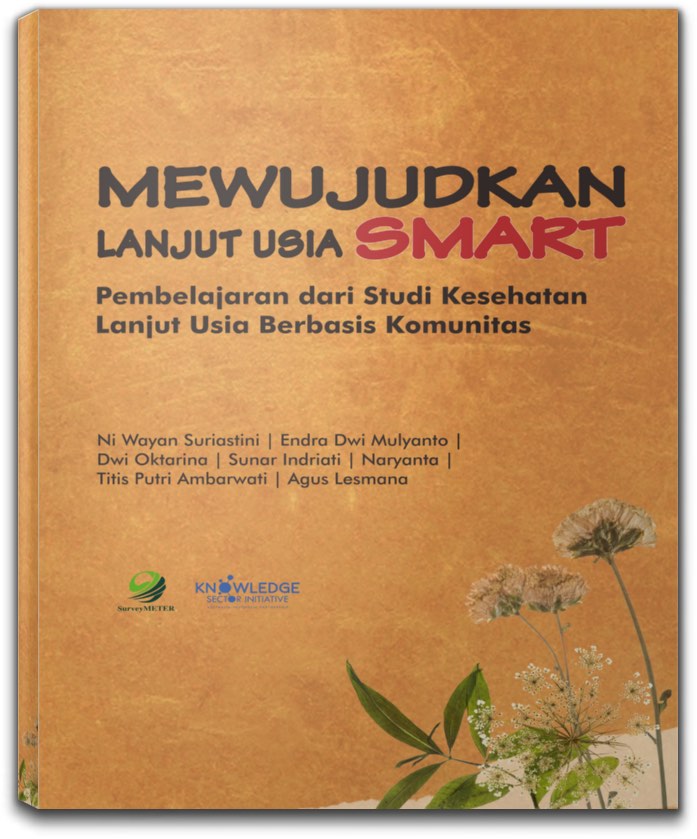 MEWUJUDKAN
LANJUT USIA SMART
Pembelajaran dari Studi Kesehatan
Lanjut Usia Berbasis Komunitas
Ni Wayan Suriastini | Endra Dwi Mulyanto |
Dwi Oktarina | Sunar Indriati | Naryanta |
Titis Putri Ambarwati | Agus Lesmana
SurveyMETER
KNOWLEDGE
SECTOR INITIATIVE